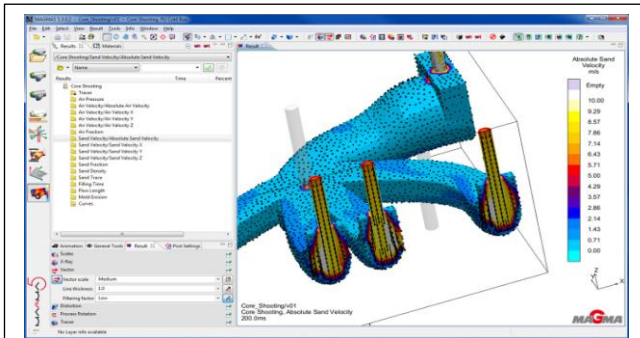 File Edit Select View Result Tools Info Window Help
Results Materials
/Core Shooting/Sand Velocity/Absolute Sand Velocity
Name
Results Time Percent
Core Shooting
Tracer
Air Pressure
Air Velocity/Absolute Air Velocity
Air Velocity/Air Velocity X
Air Velocity/Air Velocity Y
Air Velocity/Air Velocity Z
Air Fraction
Sand Velocity/Absolute Sand Velocity
Sand Velocity/Sand Velocity X
Sand Velocity/Sand Velocity Y
Sand Velocity/Sand Velocity Z
Sand Fraction
Sand Density
Sand Trace
Filling Time
Flow Length
Mold Erosion
Curves
Animation General Tools Result Post Settings
Scales
X-Ray
Vector
Vector scale Medium
Line thickness 1.0
Filtering factor
Distortion
Process Rotation
Tracer
No Layer info available
Result
Absolute Sand
Velocity
m/s
Empty
10.00
9.29
8.57
7.86
7.14
6.43
5.71
5.00
4.29
3.57
2.86
2.14
1.43
0.71
0.00
Core_Shooting/v01
Core Shooting, Absolute Sand Velocity
200.0ms
Z
Y
X
MAGMA